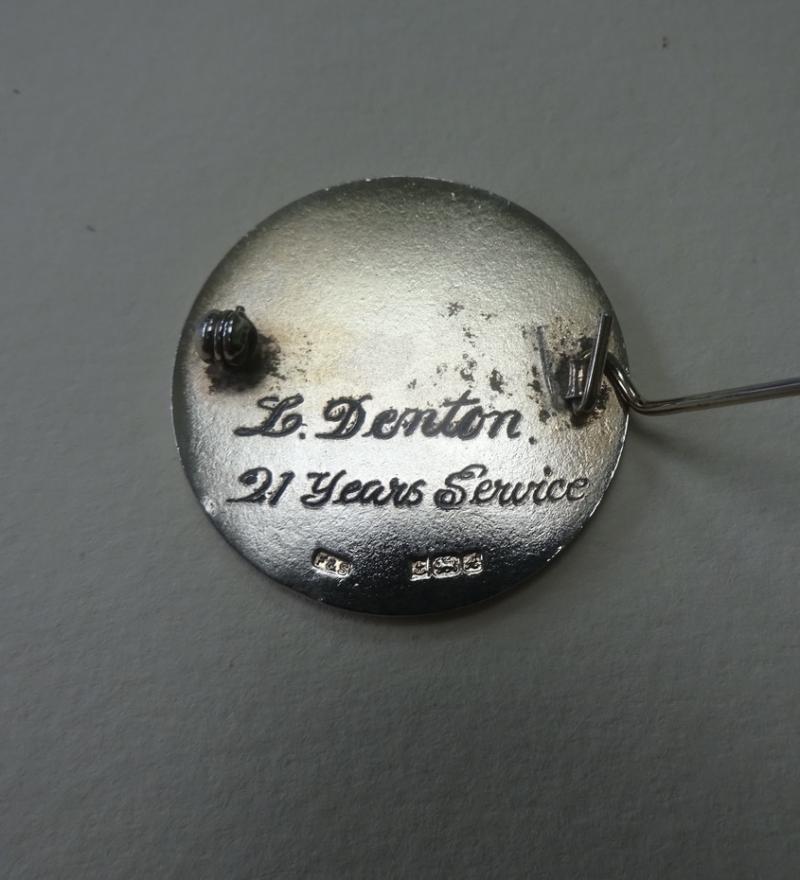 L. Denton
21 Years Service
F&S